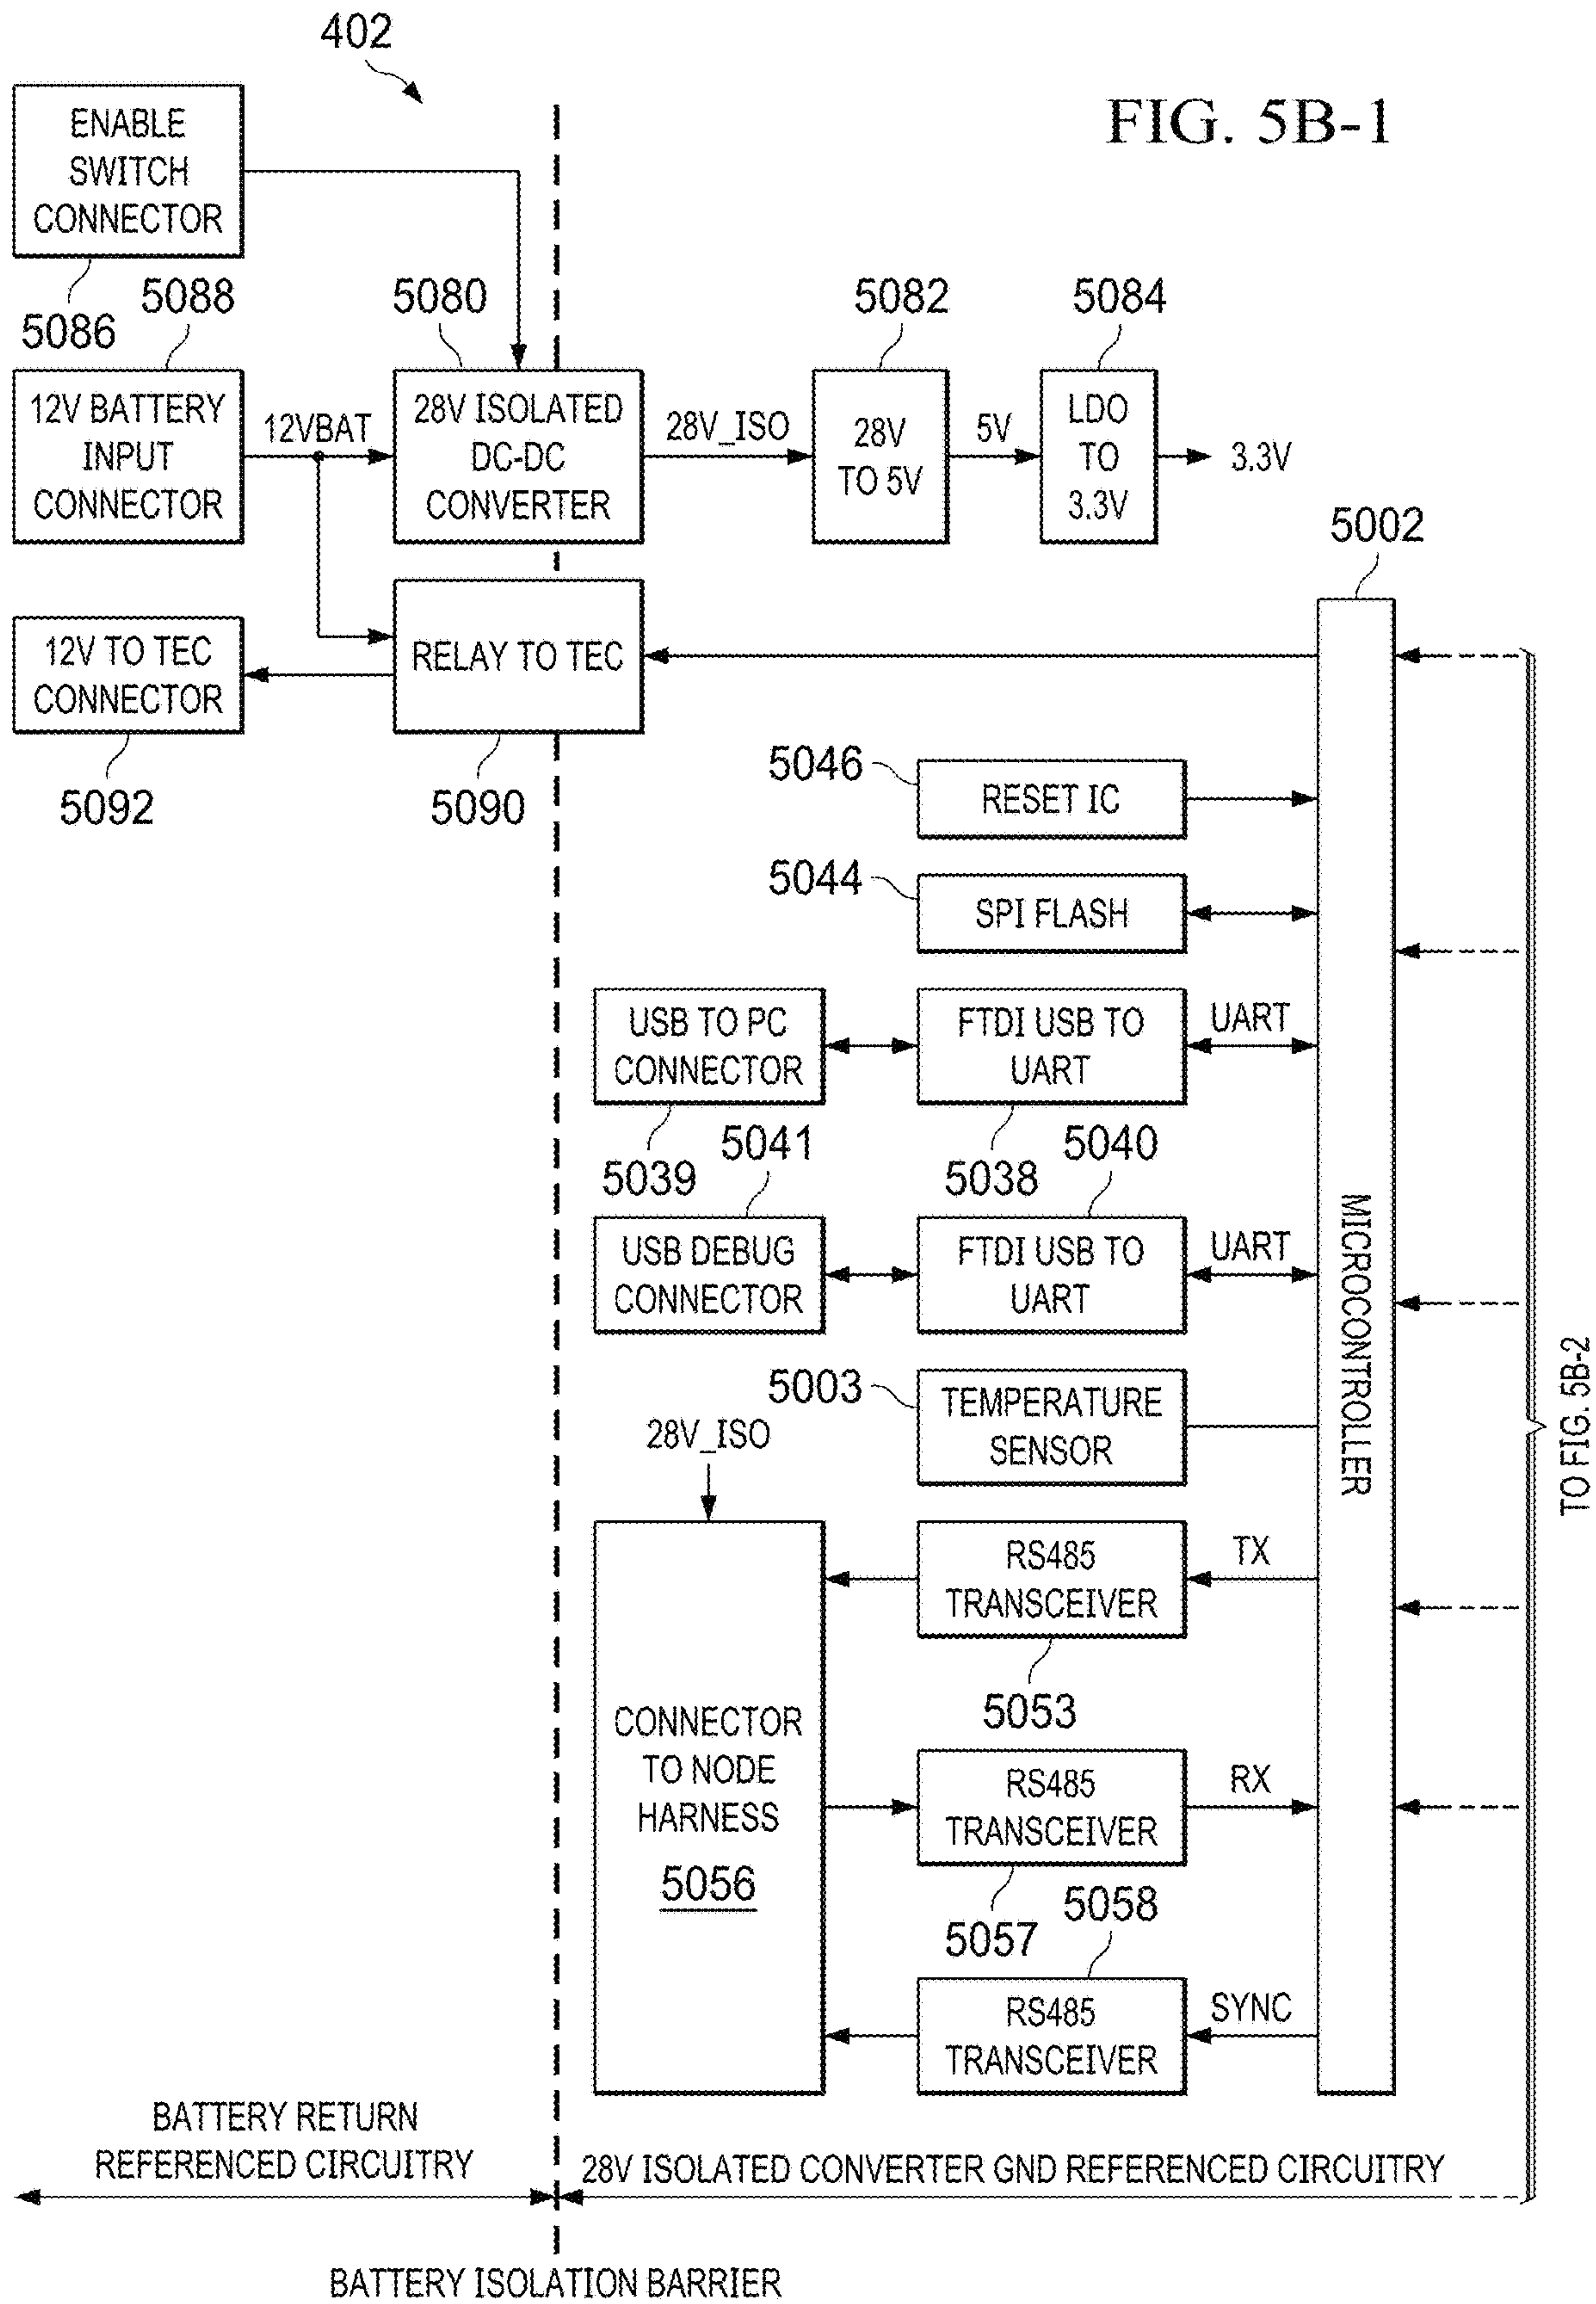 402
FIG. 5B-1
ENABLE
SWITCH
CONNECTOR
5086
5088
5080
5082
5084
12V BATTERY
INPUT
CONNECTOR
12VBAT
28V ISOLATED
DC-DC
CONVERTER
28V_ISO
28V
TO 5V
5V
LDO
TO
3.3V
3.3V
5002
12V TO TEC
CONNECTOR
RELAY TO TEC
5092
5090
5046
RESET IC
5044
SPI FLASH
USB TO PC
CONNECTOR
FTDI USB TO
UART
UART
5039
5041
5038
5040
USB DEBUG
CONNECTOR
FTDI USB TO
UART
UART
MICROCONTROLLER
TO FIG. 5B-2
5003
TEMPERATURE
SENSOR
28V_ISO
RS485
TRANSCEIVER
TX
5053
CONNECTOR
TO NODE
HARNESS
5056
RS485
TRANSCEIVER
RX
5057
5058
RS485
TRANSCEIVER
SYNC
BATTERY RETURN
REFERENCED CIRCUITRY
28V ISOLATED CONVERTER GND REFERENCED CIRCUITRY
BATTERY ISOLATION BARRIER